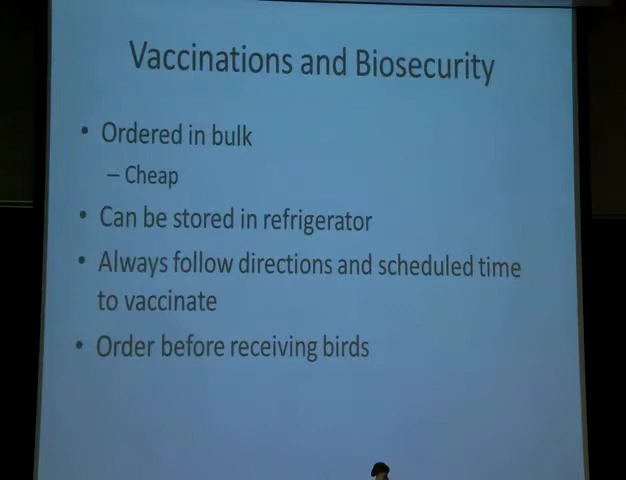 Vaccinations and Biosecurity
• Ordered in bulk
– Cheap
• Can be stored in refrigerator
• Always follow directions and scheduled time
to vaccinate
• Order before receiving birds